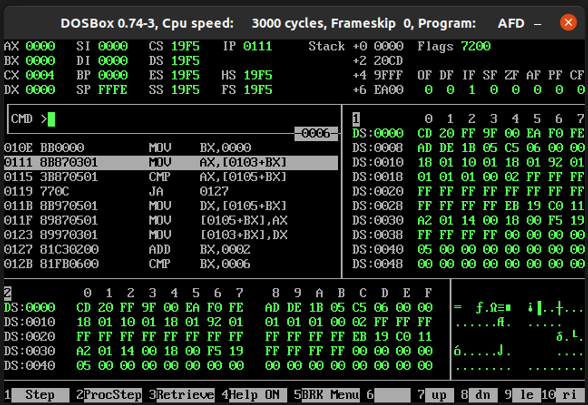 DOSBox 0.74-3, Cpu speed: 3000 cycles, Frameskip 0, Program: AFD
AX 0000 SI 0000 CS 19F5 IP 0111 Stack +0 0000 Flags 7200
BX 0000 DI 0000 DS 19F5 +2 20CD
CX 0004 BP 0000 ES 19F5 HS 19F5 +4 9FFF OF DF IF SF ZF AF PF CF
DX 0000 SP FFFE SS 19F5 FS 19F5 +6 EA00 0 0 1 0 0 0 0 0
CMD >
0006
010E BB0000 MOV BX,0000
0111 8B870301 MOV AX,[0103+BX]
0115 3B870501 CMP AX,[0105+BX]
0119 770C JA 0127
011B 8B970501 MOV DX,[0105+BX]
011F 89870501 MOV [0105+BX],AX
0123 89970301 MOV [0103+BX],DX
0127 81C30200 ADD BX,0002
012B 81FB0600 CMP BX,0006
1 0 1 2 3 4 5 6 7
DS:0000 CD 20 FF 9F 00 EA F0 FE
DS:0008 AD DE 1B 05 C5 06 00 00
DS:0010 18 01 10 01 18 01 92 01
DS:0018 01 01 01 00 02 FF FF FF
DS:0020 FF FF FF FF FF FF FF FF
DS:0028 FF FF FF FF EB 19 C0 11
DS:0030 A2 01 14 00 18 00 F5 19
DS:0038 FF FF FF FF 00 00 00 00
DS:0040 05 00 00 00 00 00 00 00
DS:0048 00 00 00 00 00 00 00 00
2 0 1 2 3 4 5 6 7 8 9 A B C D E F
DS:0000 CD 20 FF 9F 00 EA F0 FE AD DE 1B 05 C5 06 00 00
DS:0010 18 01 10 01 18 01 92 01 01 01 01 00 02 FF FF FF
DS:0020 FF FF FF FF FF FF FF FF FF FF FF FF EB 19 C0 11
DS:0030 A2 01 14 00 18 00 F5 19 FF FF FF FF 00 00 00 00
DS:0040 05 00 00 00 00 00 00 00 00 00 00 00 00 00 00 00
1 Step 2 ProcStep 3 Retrieve 4 Help ON 5 BRK Menu 6 7 up 8 dn 9 le 10 ri